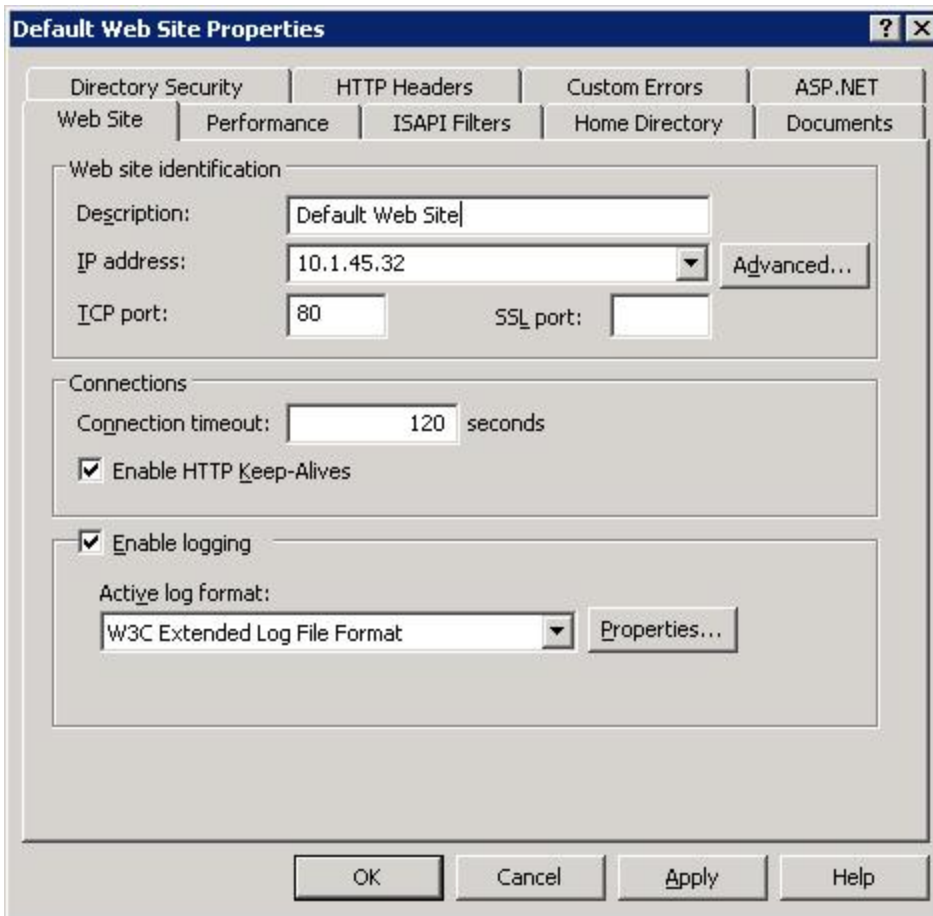 Default Web Site Properties
? X
Directory Security HTTP Headers Custom Errors ASP.NET
Web Site Performance ISAPI Filters Home Directory Documents
Web site identification
Description: Default Web Site
IP address: 10.1.45.32 Advanced...
TCP port: 80 SSL port:
Connections
Connection timeout: 120 seconds
Enable HTTP Keep-Alives
Enable logging
Active log format:
W3C Extended Log File Format Properties...
OK Cancel Apply Help